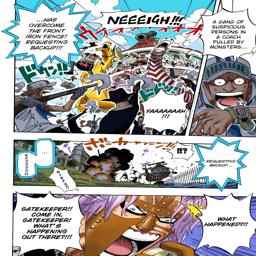 A GANG OF
SUSPICIOUS
PERSONS IN
A COACH
PULLED BY
MONSTERS...
NEEEIGH!!!
...HAS
OVERCOME
THE FRONT
IRON FENCE!
REQUESTING
BACKUP!!!
YAAAAAAAH
!!!
REQUESTING
BACKUP...
!!?
WHAT
HAPPENED?!!
GATEKEEPER!!!
COME IN,
GATEKEEPER!
WHAT'S
HAPPENING
OUT THERE?!!!